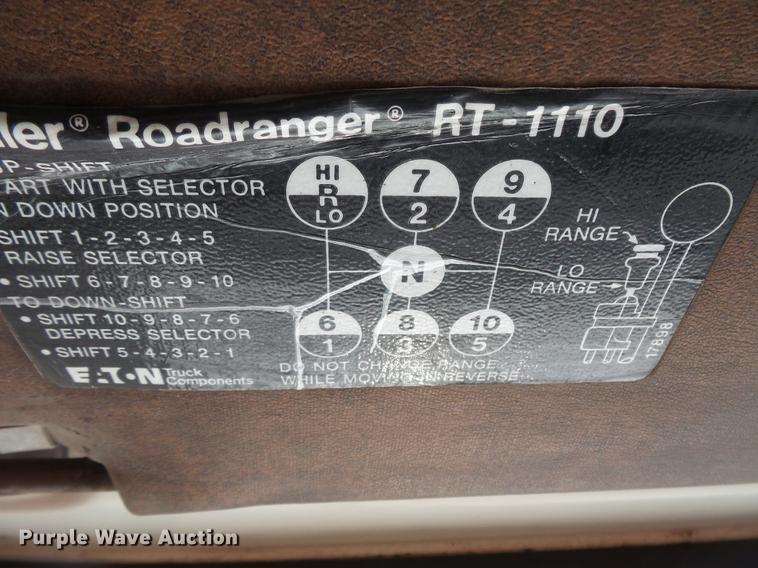 ller® Roadranger® RT-1110
P-SHIFT
ART WITH SELECTOR
N DOWN POSITION
SHIFT 1-2-3-4-5
RAISE SELECTOR
• SHIFT 6-7-8-9-10
TO DOWN-SHIFT
• SHIFT 10-9-8-7-6
DEPRESS SELECTOR
• SHIFT 5-4-3-2-1
EATON Truck
Components
HI
R
LO
7
2
9
4
N
6
1
8
3
10
5
DO NOT CHANGE RANGE
WHILE MOVING IN REVERSE
HI
RANGE
LO
RANGE
17898
Purple Wave Auction